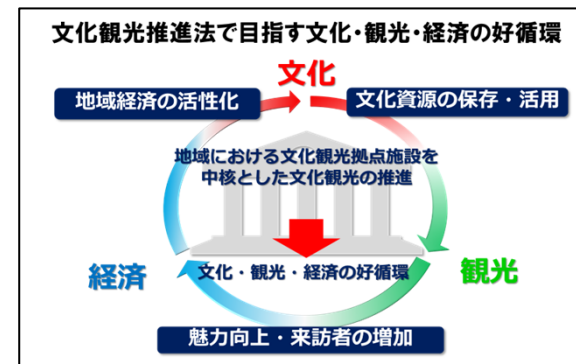 文化観光推進法で目指す文化・観光・経済の好循環
文化
地域経済の活性化
文化資源の保存・活用
地域における文化観光拠点施設を
中核とした文化観光の推進
経済
文化・観光・経済の好循環
観光
魅力向上・来訪者の増加